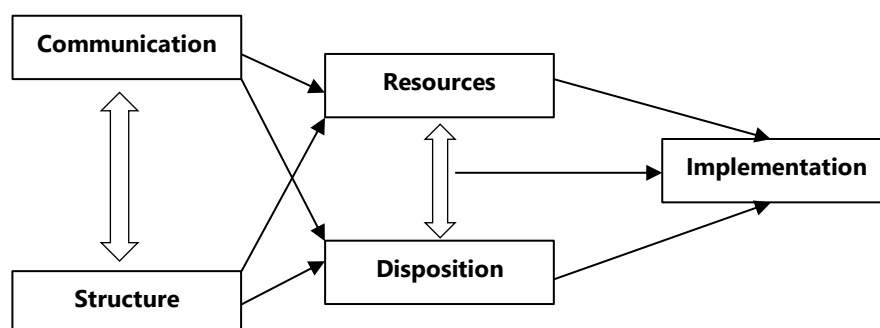 Communication
Resources
Implementation
Disposition
Structure